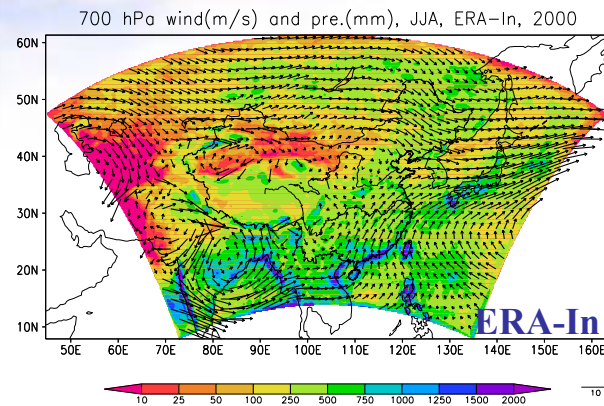 700 hPa wind(m/s) and pre.(mm), JJA, ERA-In, 2000
60N
50N
40N
30N
20N
10N
ERA-In
50E 60E 70E 80E 90E 100E 110E 120E 130E 140E 150E 160E
10 25 50 100 250 500 750 1000 1250 1500 2000
10